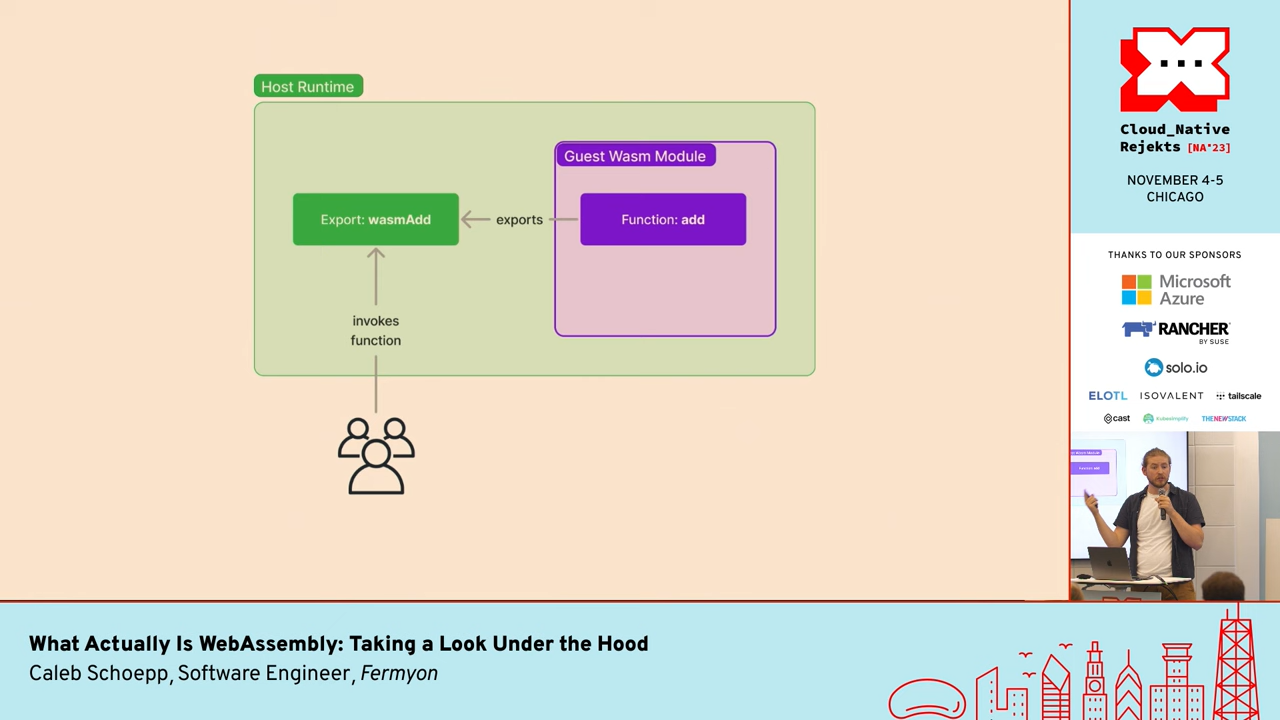 Host Runtime
Guest Wasm Module
Export: wasmAdd
exports
Function: add
invokes
function
Cloud_Native
Rejekts [NA'23]
NOVEMBER 4-5
CHICAGO
THANKS TO OUR SPONSORS
Microsoft
Azure
RANCHER
BY SUSE
solo.io
ELOTL
ISOVALENT
tailscale
cast
Kubesimplify
THENEWSTACK
What Actually Is WebAssembly: Taking a Look Under the Hood
Caleb Schoepp, Software Engineer, Fermyon